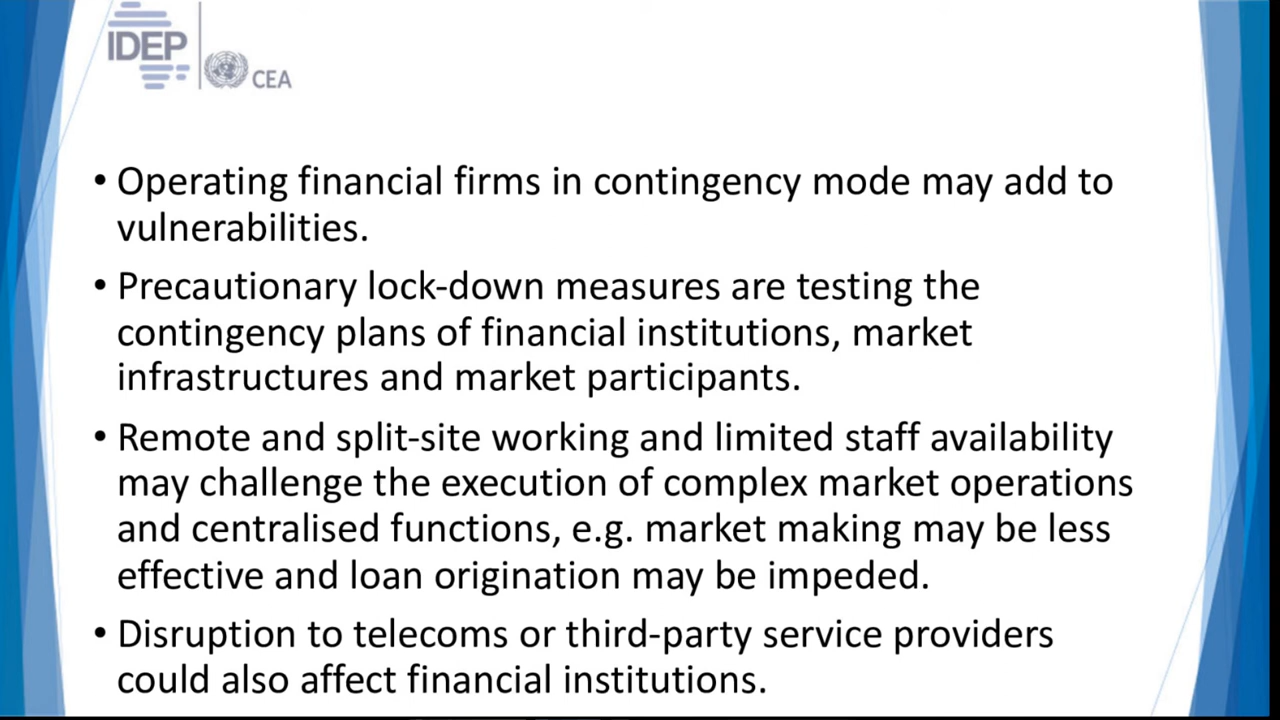 IDEP
CEA
• Operating financial firms in contingency mode may add to
vulnerabilities.
• Precautionary lock-down measures are testing the
contingency plans of financial institutions, market
infrastructures and market participants.
• Remote and split-site working and limited staff availability
may challenge the execution of complex market operations
and centralised functions, e.g. market making may be less
effective and loan origination may be impeded.
• Disruption to telecoms or third-party service providers
could also affect financial institutions.